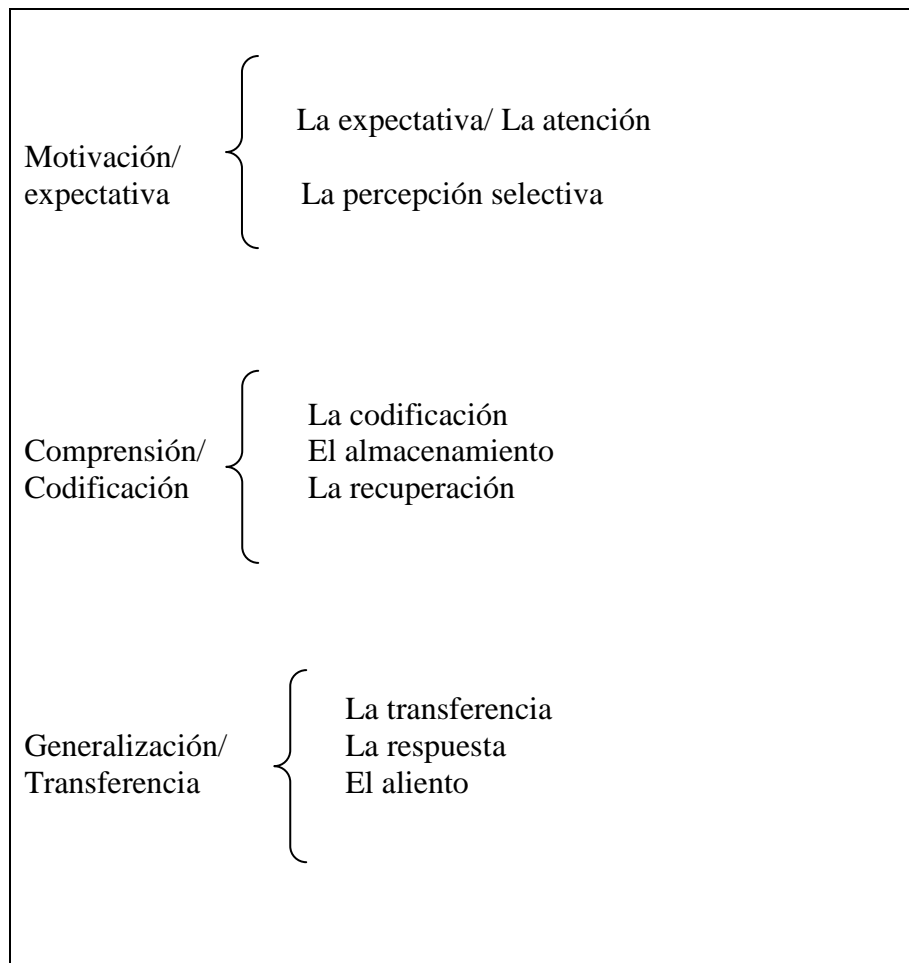 La expectativa/ La atención
Motivación/
expectativa
La percepción selectiva
La codificación
Comprensión/
El almacenamiento
Codificación
La recuperación
La transferencia
Generalización/
La respuesta
Transferencia
El aliento